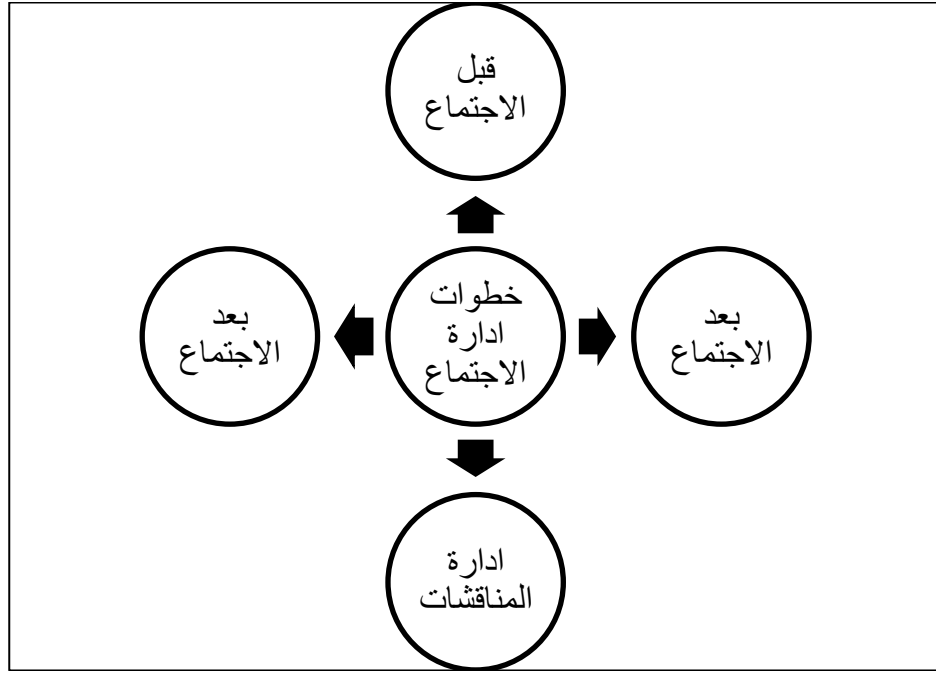 قبل
الاجتماع
خطوات
ادارة
الاجتماع
بعد
الاجتماع
بعد
الاجتماع
ادارة
المناقشات